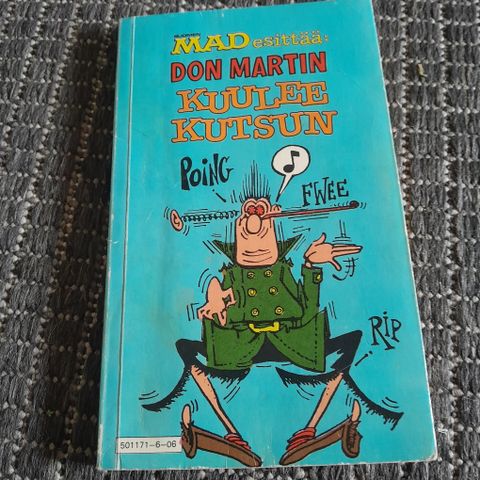 MAD esittää:
DON MARTIN
KUULEE
KUTSUN
POING
FWEE
RIP
501171-6-06